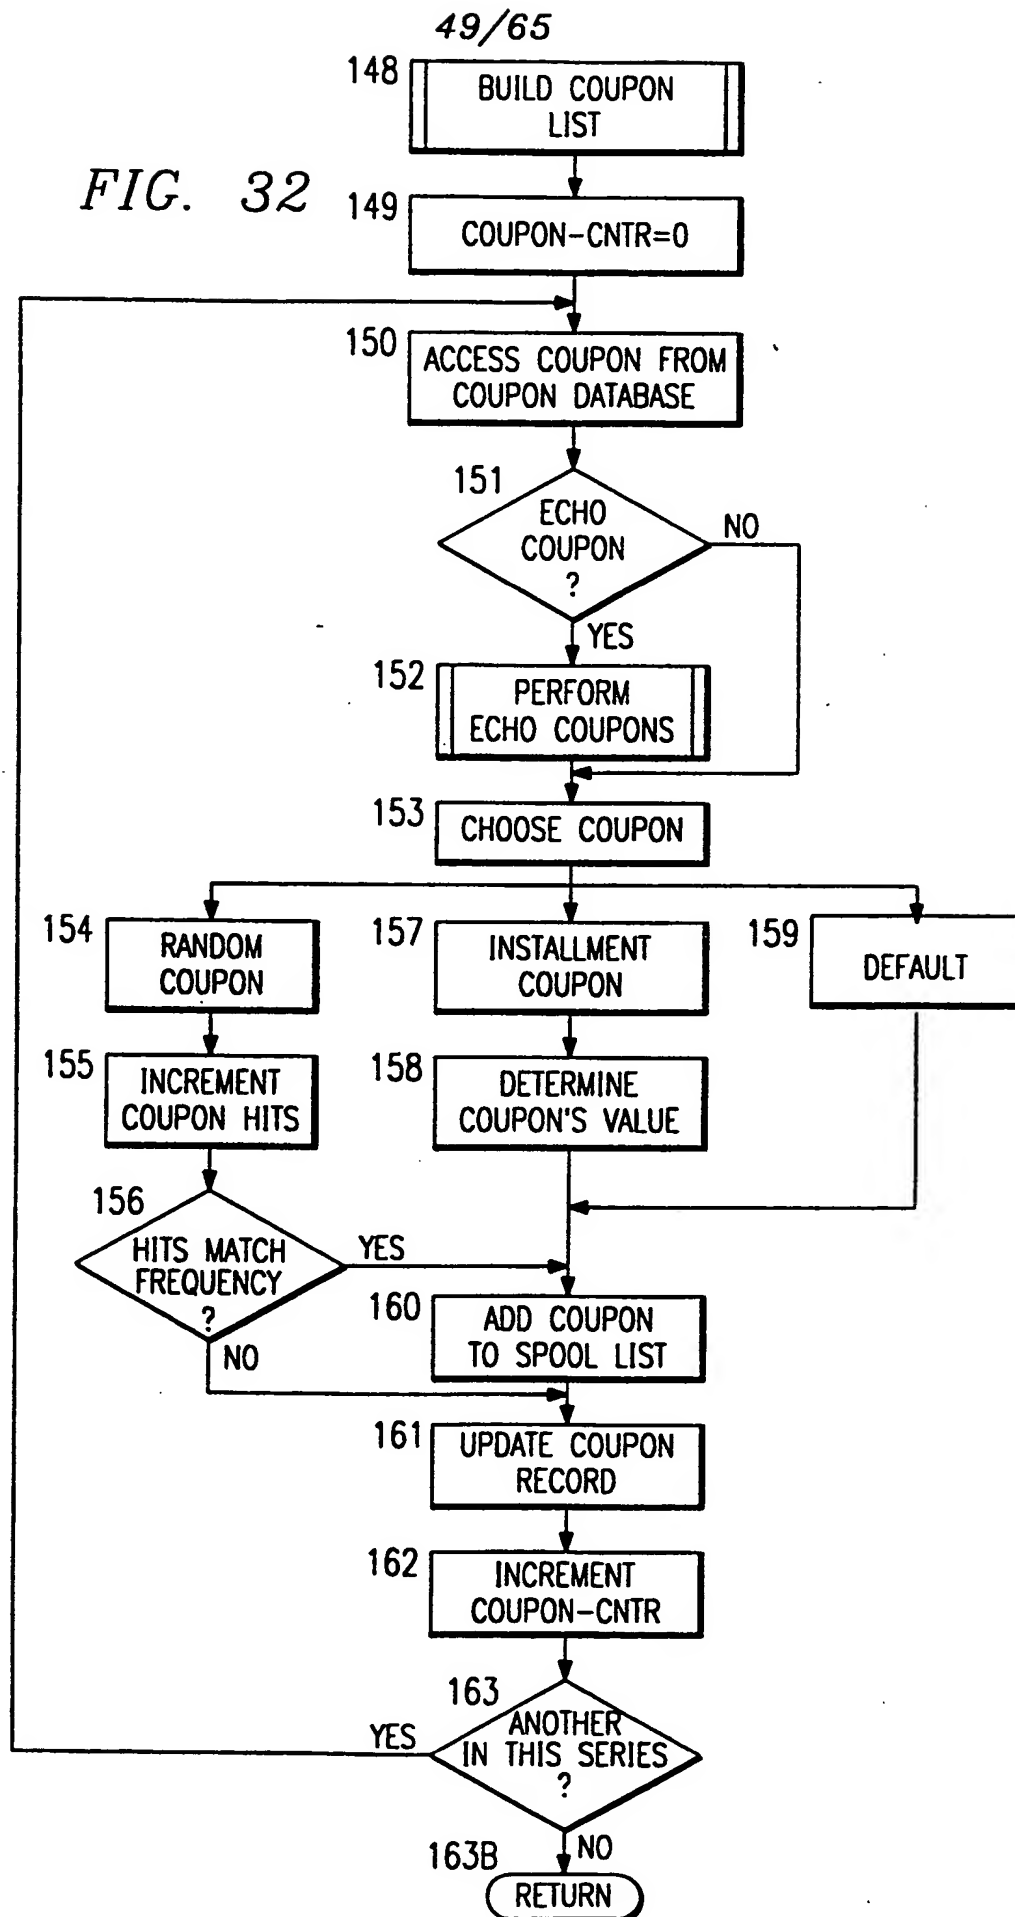 49/65
148
BUILD COUPON
LIST
FIG. 32
149
COUPON-CNTR=0
150
ACCESS COUPON FROM
COUPON DATABASE
151
ECHO
COUPON
?
NO
YES
152
PERFORM
ECHO COUPONS
153
CHOOSE COUPON
154
RANDOM
COUPON
157
INSTALLMENT
COUPON
159
DEFAULT
155
INCREMENT
COUPON HITS
158
DETERMINE
COUPON'S VALUE
156
HITS MATCH
FREQUENCY
?
YES
NO
160
ADD COUPON
TO SPOOL LIST
161
UPDATE COUPON
RECORD
162
INCREMENT
COUPON-CNTR
163
ANOTHER
IN THIS SERIES
?
YES
NO
163B
RETURN